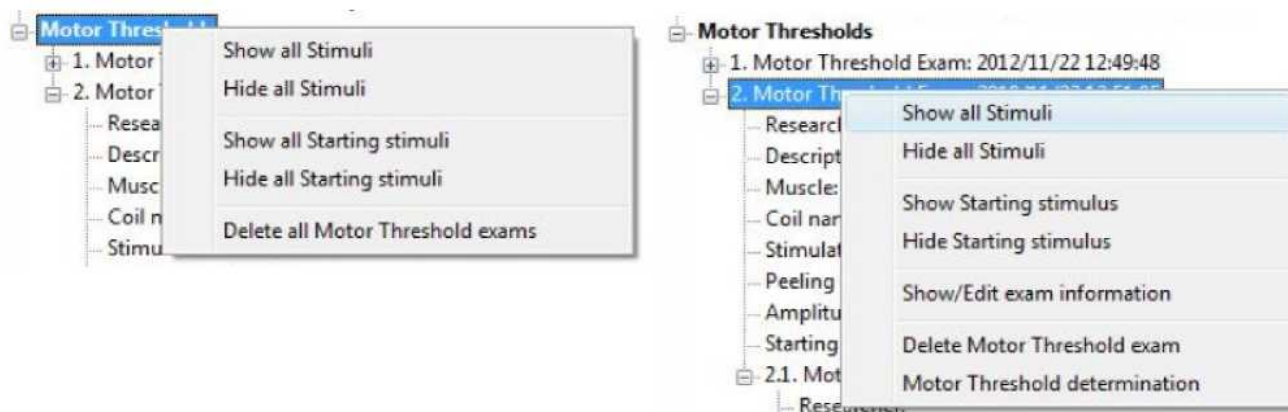 Motor Thres
1. Motor
2. Motor
Resea
Descr
Musc
Coil n
Stimu
Show all Stimuli
Hide all Stimuli
Show all Starting stimuli
Hide all Starting stimuli
Delete all Motor Threshold exams
Motor Thresholds
1. Motor Threshold Exam: 2012/11/22 12:49:48
2. Motor Th
Research
Descript
Muscle:
Coil nar
Stimulat
Peeling
Amplitu
Starting
2.1. Mot
Show all Stimuli
Hide all Stimuli
Show Starting stimulus
Hide Starting stimulus
Show/Edit exam information
Delete Motor Threshold exam
Motor Threshold determination